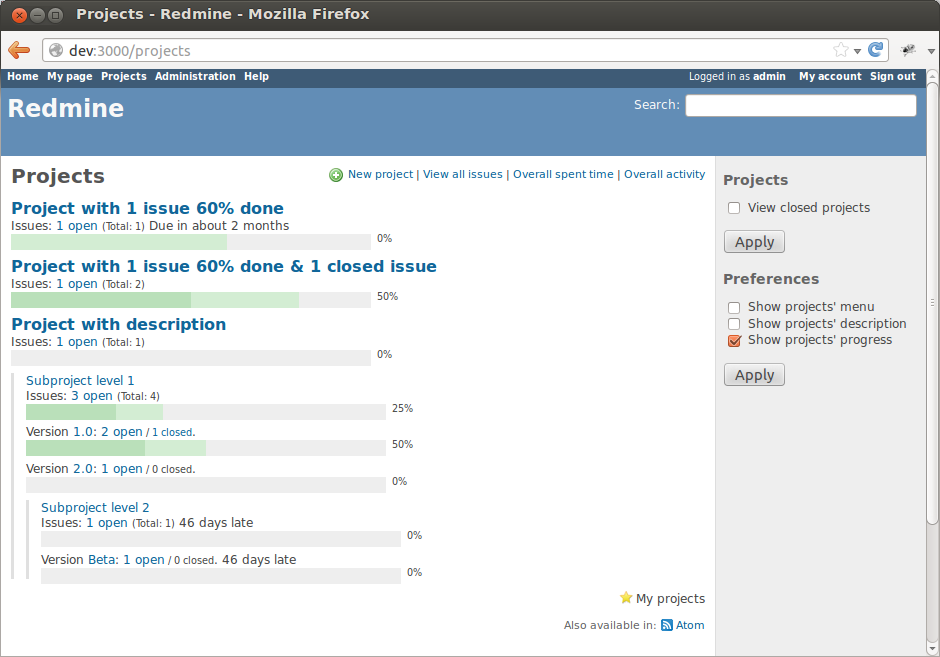 Projects - Redmine - Mozilla Firefox
dev:3000/projects
Home My page Projects Administration Help
Logged in as admin My account Sign out
Redmine
Search:
Projects
New project | View all issues | Overall spent time | Overall activity
Project with 1 issue 60% done
Issues: 1 open (Total: 1) Due in about 2 months
0%
Project with 1 issue 60% done & 1 closed issue
Issues: 1 open (Total: 2)
50%
Project with description
Issues: 1 open (Total: 1)
0%
Subproject level 1
Issues: 3 open (Total: 4)
25%
Version 1.0: 2 open / 1 closed.
50%
Version 2.0: 1 open / 0 closed.
0%
Subproject level 2
Issues: 1 open (Total: 1) 46 days late
0%
Version Beta: 1 open / 0 closed. 46 days late
0%
My projects
Also available in: Atom
Projects
View closed projects
Apply
Preferences
Show projects' menu
Show projects' description
Show projects' progress
Apply